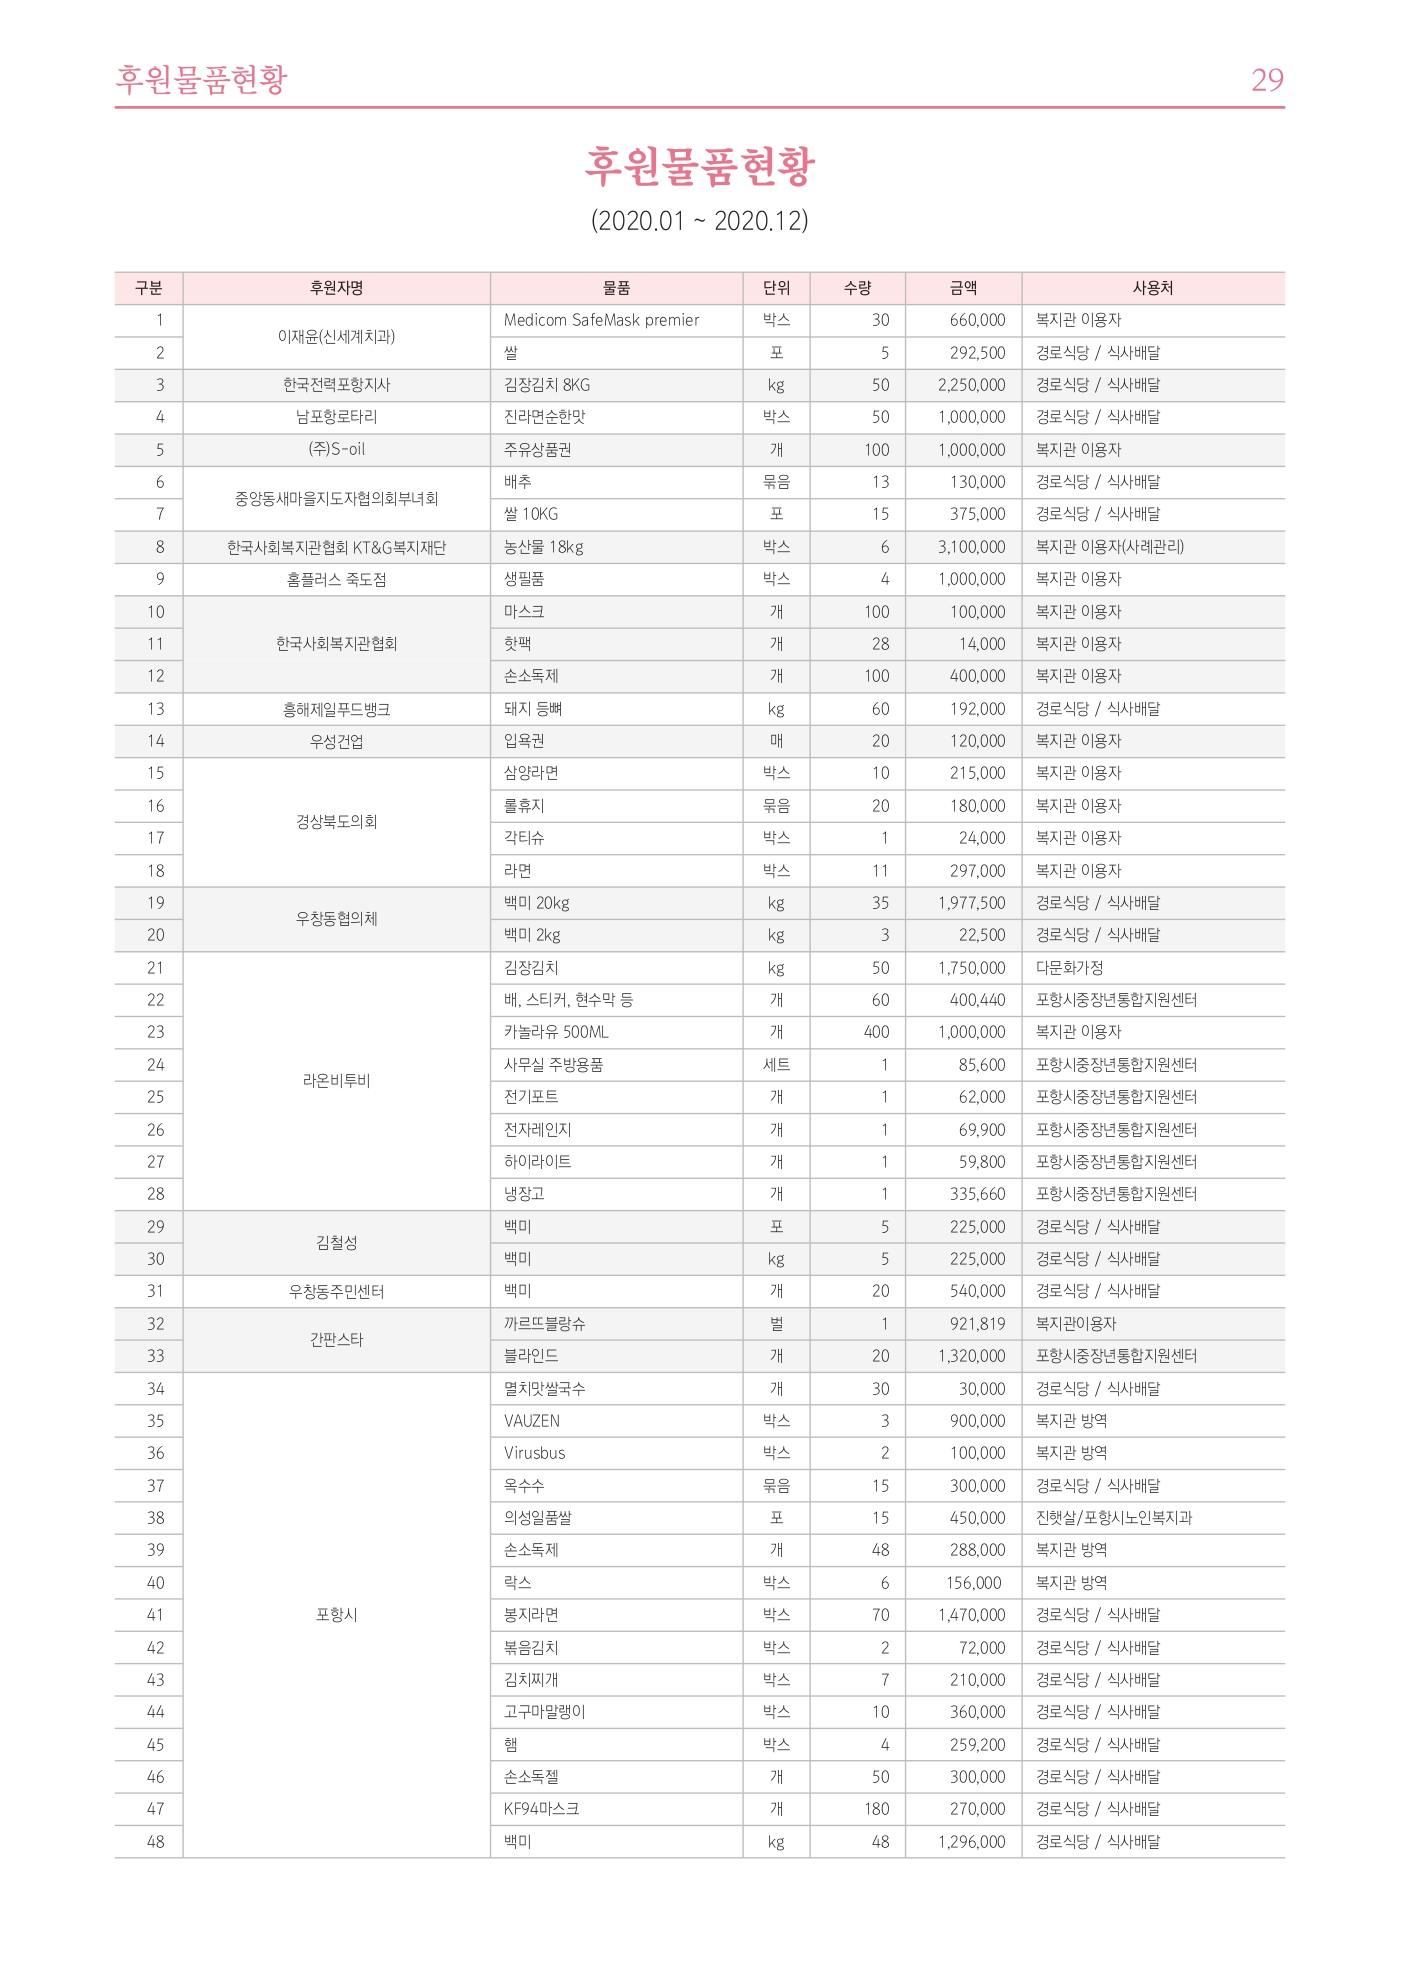 후원물품현황 29
후원물품현황
(2020.01 ~ 2020.12)
구분 후원자명 물품 단위 수량 금액 사용처
1 이재윤(신세계치과) Medicom SafeMask premier 박스 30 660,000 복지관 이용자
2 쌀 포 5 292,500 경로식당 / 식사배달
3 한국전력포항지사 김장김치 8KG kg 50 2,250,000 경로식당 / 식사배달
4 남포항로타리 진라면순한맛 박스 50 1,000,000 경로식당 / 식사배달
5 (주)S-oil 주유상품권 개 100 1,000,000 복지관 이용자
6 중앙동새마을지도자협의회부녀회 배추 묶음 13 130,000 경로식당 / 식사배달
7 쌀 10KG 포 15 375,000 경로식당 / 식사배달
8 한국사회복지관협회 KT&G복지재단 농산물 18kg 박스 6 3,100,000 복지관 이용자(사례관리)
9 홈플러스 죽도점 생필품 박스 4 1,000,000 복지관 이용자
10 마스크 개 100 100,000 복지관 이용자
11 한국사회복지관협회 핫팩 개 28 14,000 복지관 이용자
12 손소독제 개 100 400,000 복지관 이용자
13 흥해제일푸드뱅크 돼지 등뼈 kg 60 192,000 경로식당 / 식사배달
14 우성건업 입욕권 매 20 120,000 복지관 이용자
15 삼양라면 박스 10 215,000 복지관 이용자
16 경상북도의회 롤휴지 묶음 20 180,000 복지관 이용자
17 각티슈 박스 1 24,000 복지관 이용자
18 라면 박스 11 297,000 복지관 이용자
19 우창동협의체 백미 20kg kg 35 1,977,500 경로식당 / 식사배달
20 백미 2kg kg 3 22,500 경로식당 / 식사배달
21 김장김치 kg 50 1,750,000 다문화가정
22 배, 스티커, 현수막 등 개 60 400,440 포항시중장년통합지원센터
23 카놀라유 500ML 개 400 1,000,000 복지관 이용자
24 라온비투비 사무실 주방용품 세트 1 85,600 포항시중장년통합지원센터
25 전기포트 개 1 62,000 포항시중장년통합지원센터
26 전자레인지 개 1 69,900 포항시중장년통합지원센터
27 하이라이트 개 1 59,800 포항시중장년통합지원센터
28 냉장고 개 1 335,660 포항시중장년통합지원센터
29 김철성 백미 포 5 225,000 경로식당 / 식사배달
30 백미 kg 5 225,000 경로식당 / 식사배달
31 우창동주민센터 백미 개 20 540,000 경로식당 / 식사배달
32 간판스타 까르뜨블랑슈 벌 1 921,819 복지관이용자
33 블라인드 개 20 1,320,000 포항시중장년통합지원센터
34 멸치맛쌀국수 개 30 30,000 경로식당 / 식사배달
35 VAUZEN 박스 3 900,000 복지관 방역
36 Virusbus 박스 2 100,000 복지관 방역
37 옥수수 묶음 15 300,000 경로식당 / 식사배달
38 의성일품쌀 포 15 450,000 진햇살/포항시노인복지과
39 손소독제 개 48 288,000 복지관 방역
40 락스 박스 6 156,000 복지관 방역
41 포항시 봉지라면 박스 70 1,470,000 경로식당 / 식사배달
42 볶음김치 박스 2 72,000 경로식당 / 식사배달
43 김치찌개 박스 7 210,000 경로식당 / 식사배달
44 고구마말랭이 박스 10 360,000 경로식당 / 식사배달
45 햄 박스 4 259,200 경로식당 / 식사배달
46 손소독젤 개 50 300,000 경로식당 / 식사배달
47 KF94마스크 개 180 270,000 경로식당 / 식사배달
48 백미 kg 48 1,296,000 경로식당 / 식사배달